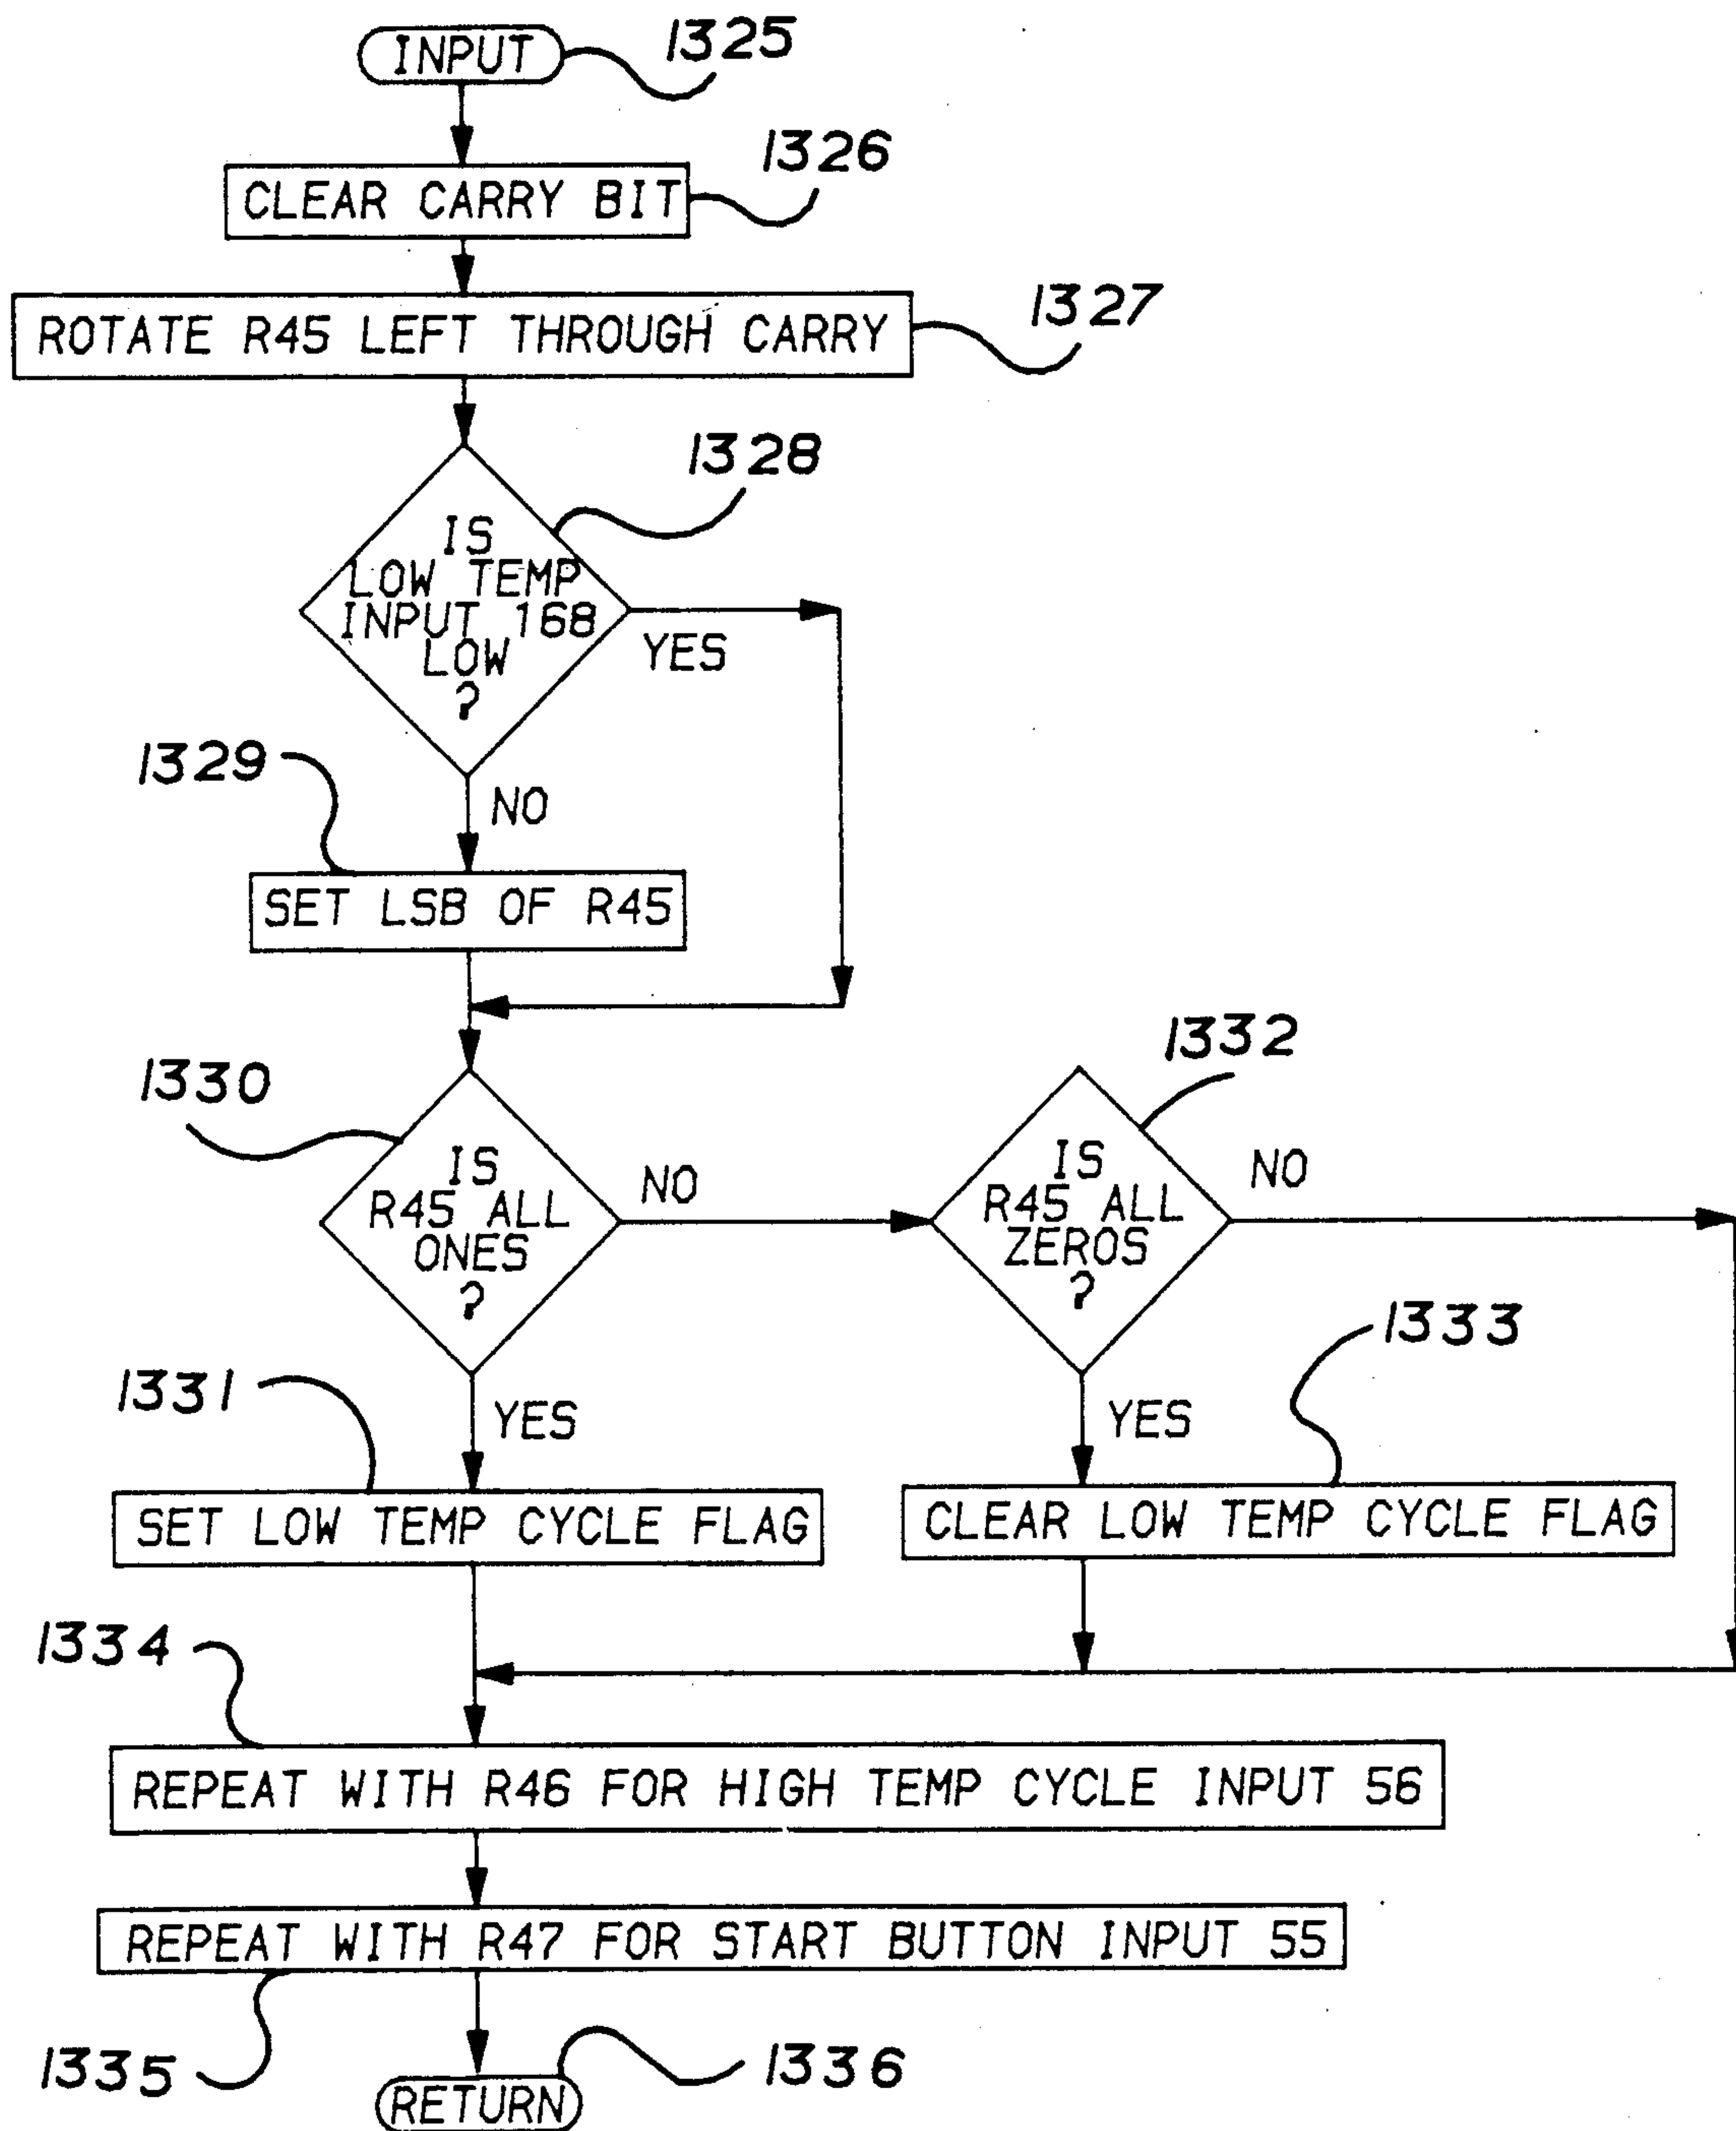 INPUT
1325
CLEAR CARRY BIT
1326
ROTATE R45 LEFT THROUGH CARRY
1327
1328
IS
LOW TEMP
INPUT 168
LOW
?
YES
NO
1329
SET LSB OF R45
1330
IS
R45 ALL
ONES
?
NO
YES
1332
IS
R45 ALL
ZEROS
?
NO
YES
1331
SET LOW TEMP CYCLE FLAG
1333
CLEAR LOW TEMP CYCLE FLAG
1334
REPEAT WITH R46 FOR HIGH TEMP CYCLE INPUT 56
REPEAT WITH R47 FOR START BUTTON INPUT 55
1335
RETURN
1336